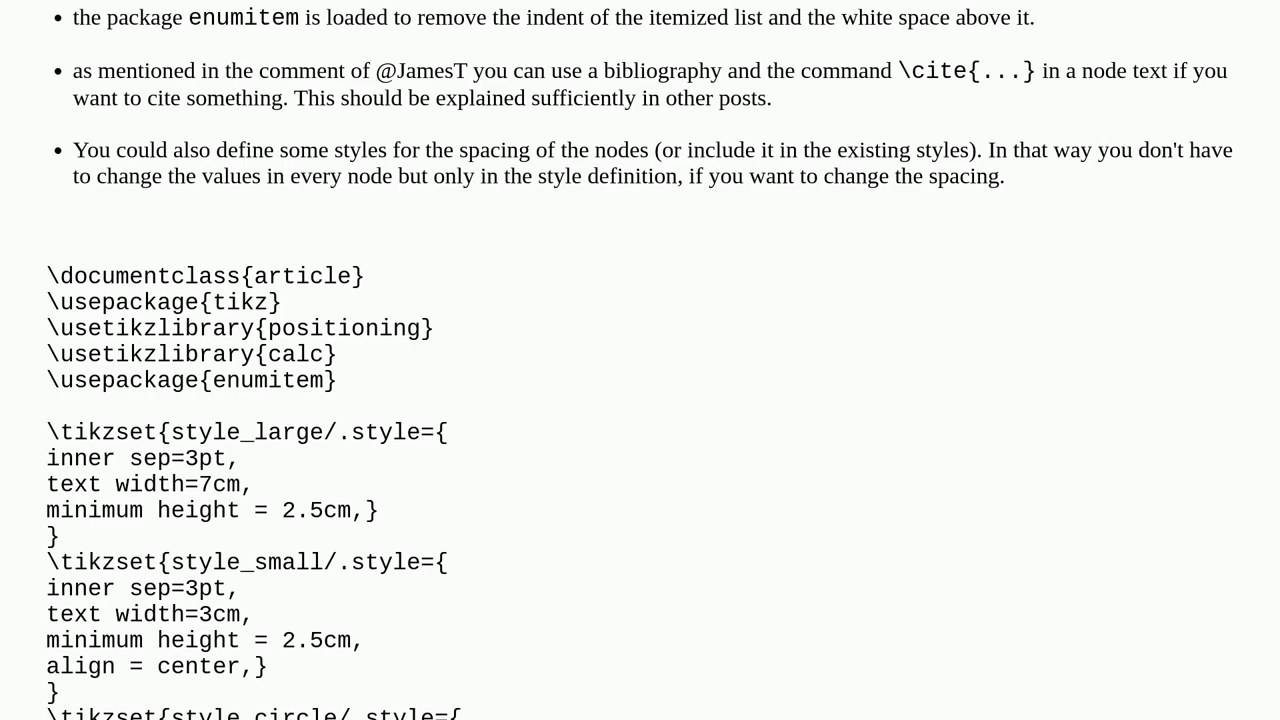 • the package enumitem is loaded to remove the indent of the itemized list and the white space above it.
• as mentioned in the comment of @JamesT you can use a bibliography and the command \cite{...} in a node text if you
want to cite something. This should be explained sufficiently in other posts.
• You could also define some styles for the spacing of the nodes (or include it in the existing styles). In that way you don't have
to change the values in every node but only in the style definition, if you want to change the spacing.
\documentclass{article}
\usepackage{tikz}
\usetikzlibrary{positioning}
\usetikzlibrary{calc}
\usepackage{enumitem}
\tikzset{style_large/.style={
inner sep=3pt,
text width=7cm,
minimum height = 2.5cm,}
}
\tikzset{style_small/.style={
inner sep=3pt,
text width=3cm,
minimum height = 2.5cm,
align = center,}
}
\tikzset{style_circle/.style={